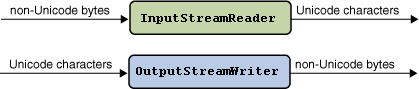 non-Unicode bytes InputStreamReader Unicode characters
Unicode characters OutputStreamWriter non-Unicode bytes